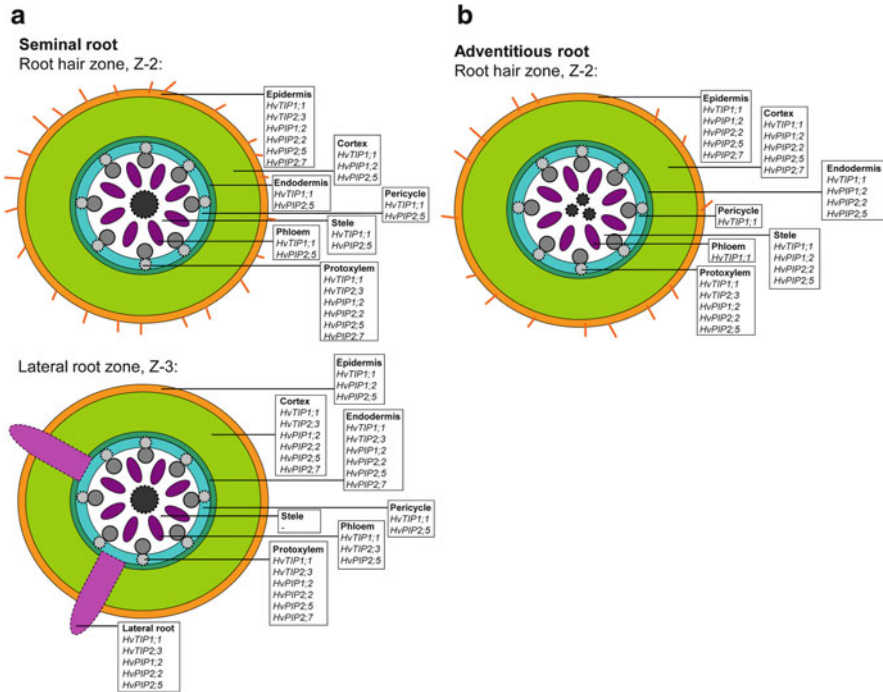 a
Seminal root
Root hair zone, Z-2:
Epidermis
HvTIP1;1
HvTIP2;3
HvPIP1;2
HvPIP2;2
HvPIP2;5
HvPIP2;7
Cortex
HvTIP1;1
HvPIP1;2
HvPIP2;5
Endodermis
HvTIP1;1
HvPIP2;5
Pericycle
HvTIP1;1
HvPIP2;5
Stele
HvTIP1;1
HvPIP2;5
Phloem
HvTIP1;1
HvPIP2;5
Protoxylem
HvTIP1;1
HvTIP2;3
HvPIP1;2
HvPIP2;2
HvPIP2;5
HvPIP2;7
Lateral root zone, Z-3:
Epidermis
HvTIP1;1
HvPIP1;2
HvPIP2;5
Cortex
HvTIP1;1
HvTIP2;3
HvPIP1;2
HvPIP2;2
HvPIP2;5
HvPIP2;7
Endodermis
HvTIP1;1
HvTIP2;3
HvPIP1;2
HvPIP2;2
HvPIP2;5
HvPIP2;7
Pericycle
HvTIP1;1
HvPIP2;5
Stele
-
Phloem
HvTIP1;1
HvTIP2;3
HvPIP2;5
Protoxylem
HvTIP1;1
HvTIP2;3
HvPIP1;2
HvPIP2;2
HvPIP2;5
HvPIP2;7
Lateral root
HvTIP1;1
HvTIP2;3
HvPIP1;2
HvPIP2;2
HvPIP2;5
b
Adventitious root
Root hair zone, Z-2:
Epidermis
HvTIP1;1
HvPIP1;2
HvPIP2;2
HvPIP2;5
HvPIP2;7
Cortex
HvTIP1;1
HvPIP1;2
HvPIP2;2
HvPIP2;5
HvPIP2;7
Endodermis
HvTIP1;1
HvPIP1;2
HvPIP2;2
HvPIP2;5
Pericycle
HvTIP1;1
Stele
HvTIP1;1
HvPIP1;2
HvPIP2;2
HvPIP2;5
Phloem
HvTIP1;1
Protoxylem
HvTIP1;1
HvTIP2;3
HvPIP1;2
HvPIP2;2
HvPIP2;5